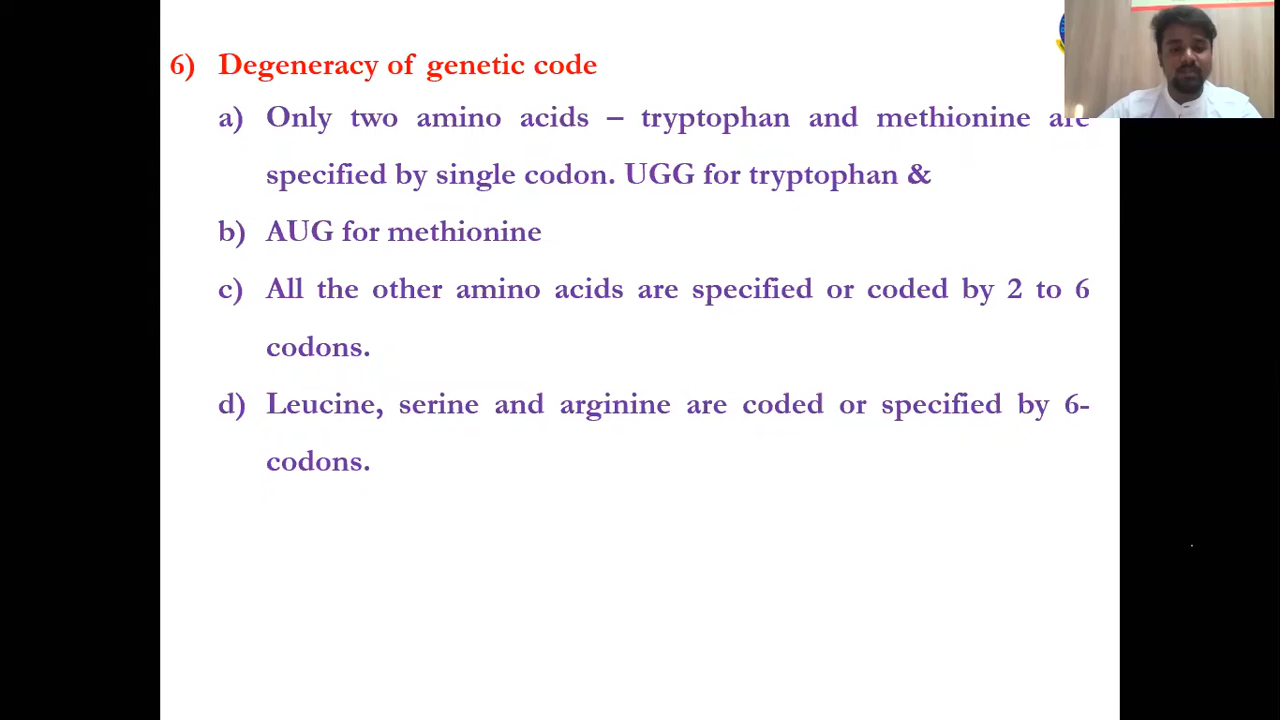 6) Degeneracy of genetic code
a) Only two amino acids – tryptophan and methionine are
specified by single codon. UGG for tryptophan &
b) AUG for methionine
c) All the other amino acids are specified or coded by 2 to 6
codons.
d) Leucine, serine and arginine are coded or specified by 6-
codons.